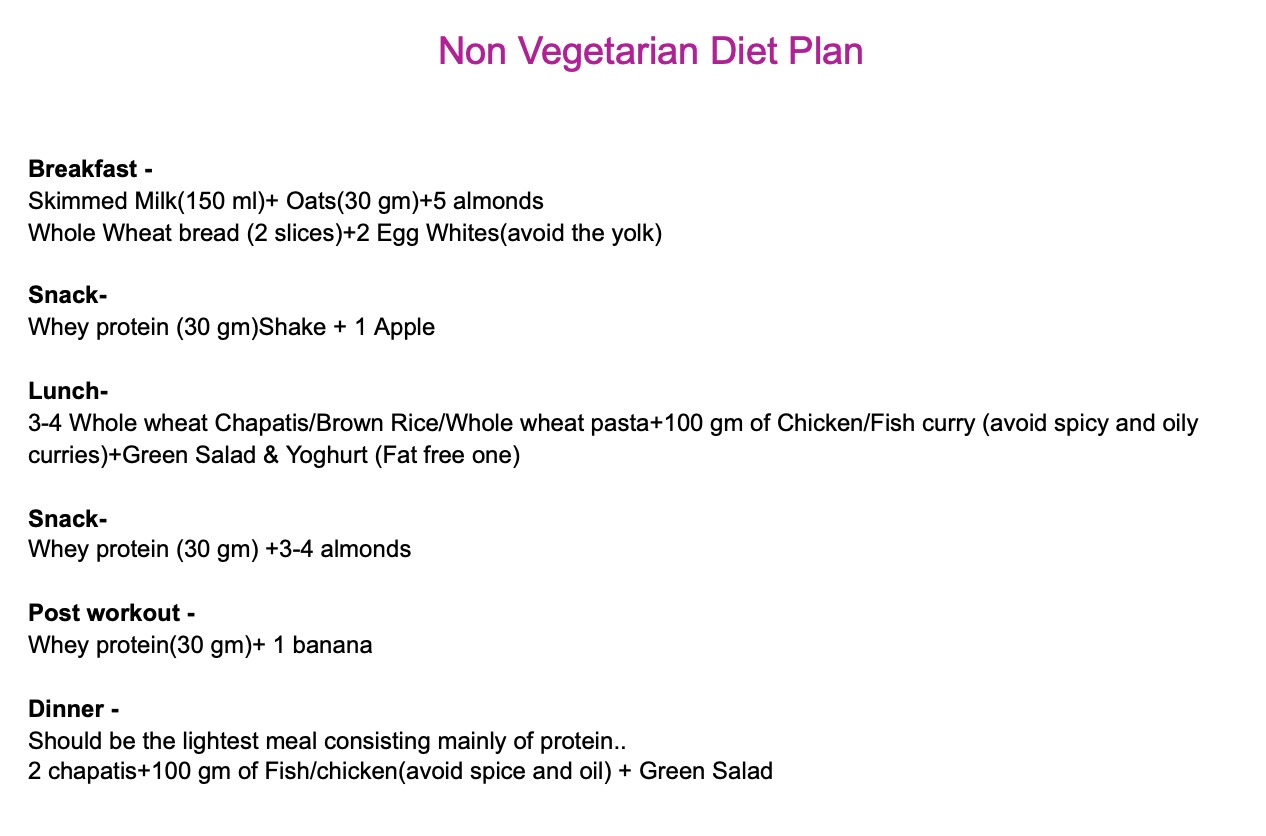 Non Vegetarian Diet Plan
Breakfast -
Skimmed Milk(150 ml)+ Oats(30 gm)+5 almonds
Whole Wheat bread (2 slices)+2 Egg Whites(avoid the yolk)
Snack-
Whey protein (30 gm)Shake + 1 Apple
Lunch-
3-4 Whole wheat Chapatis/Brown Rice/Whole wheat pasta+100 gm of Chicken/Fish curry (avoid spicy and oily
curries)+Green Salad & Yoghurt (Fat free one)
Snack-
Whey protein (30 gm) +3-4 almonds
Post workout -
Whey protein(30 gm)+ 1 banana
Dinner -
Should be the lightest meal consisting mainly of protein..
2 chapatis+100 gm of Fish/chicken(avoid spice and oil) + Green Salad